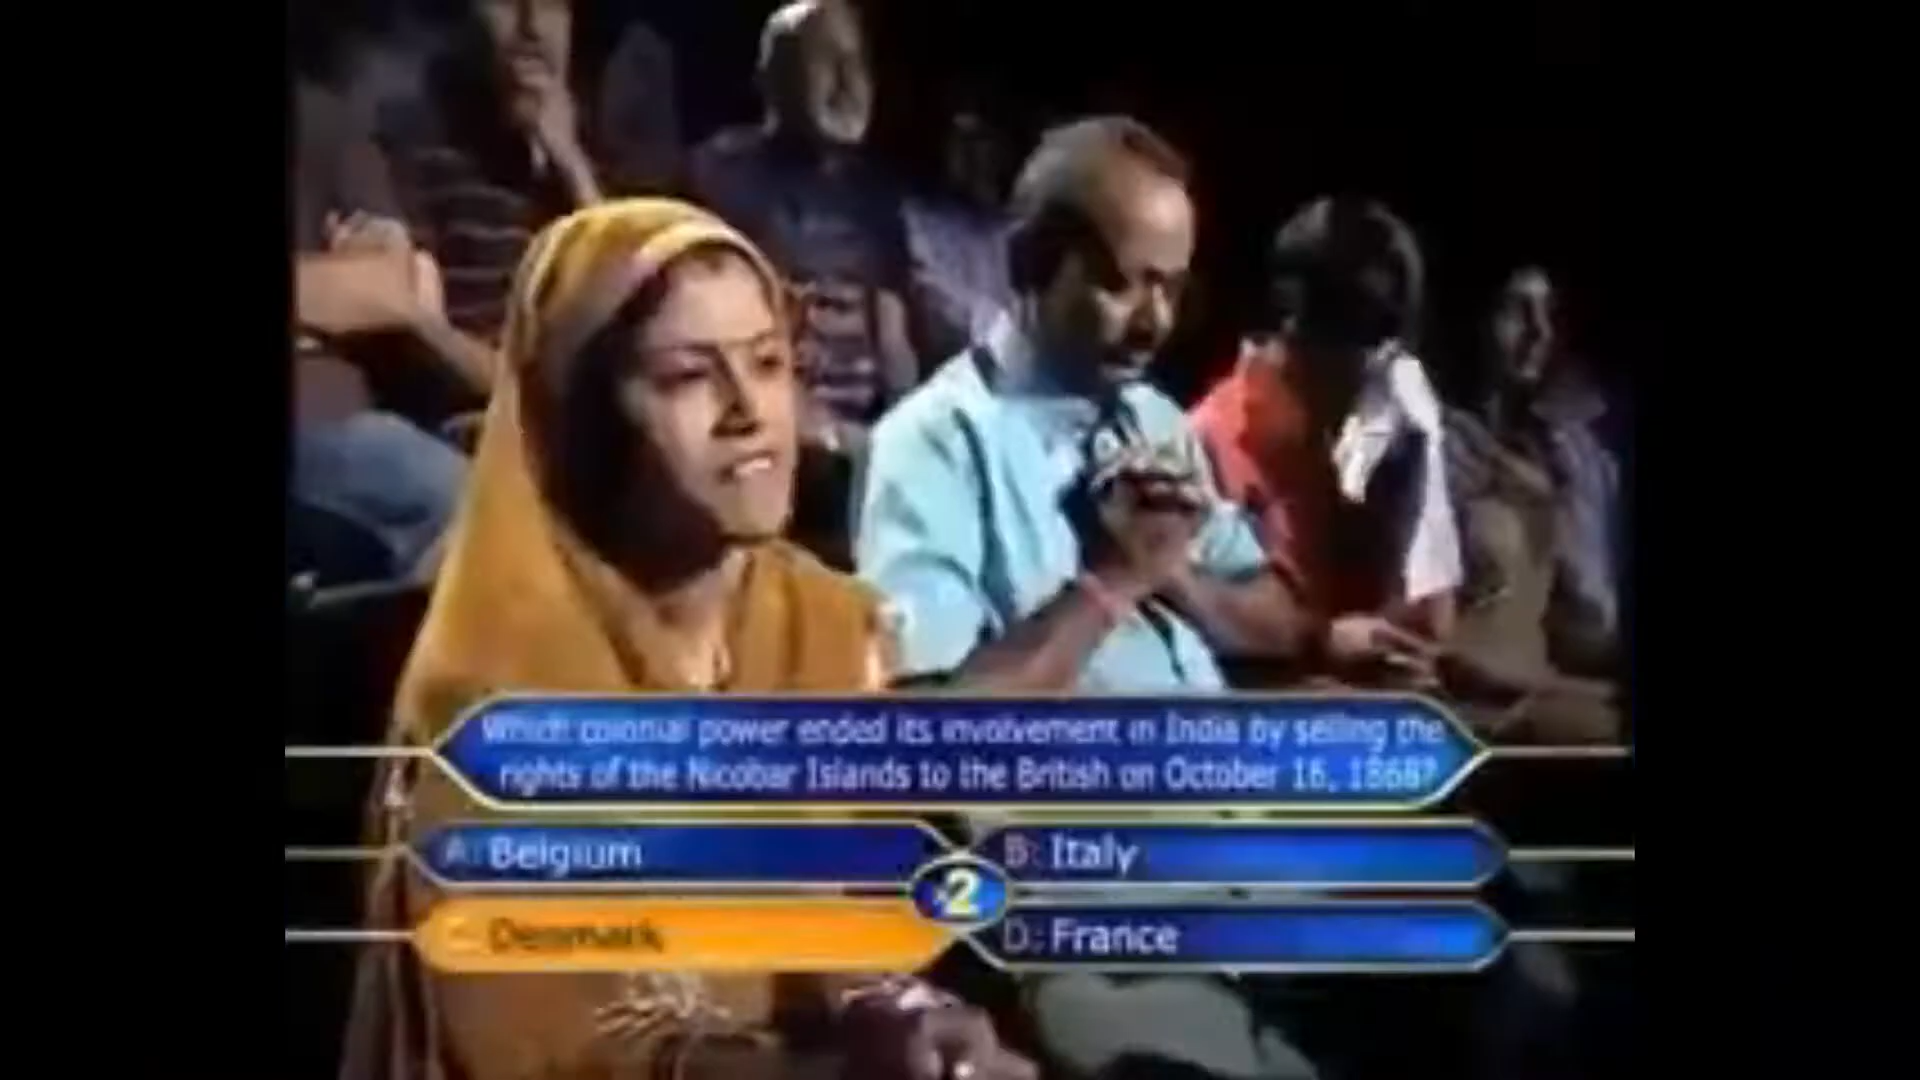 Which colonial power ended its involvement in India by selling the
rights of the Nicobar Islands to the British on October 16, 1868?
A: Belgium
B: Italy
2
C: Denmark
D: France